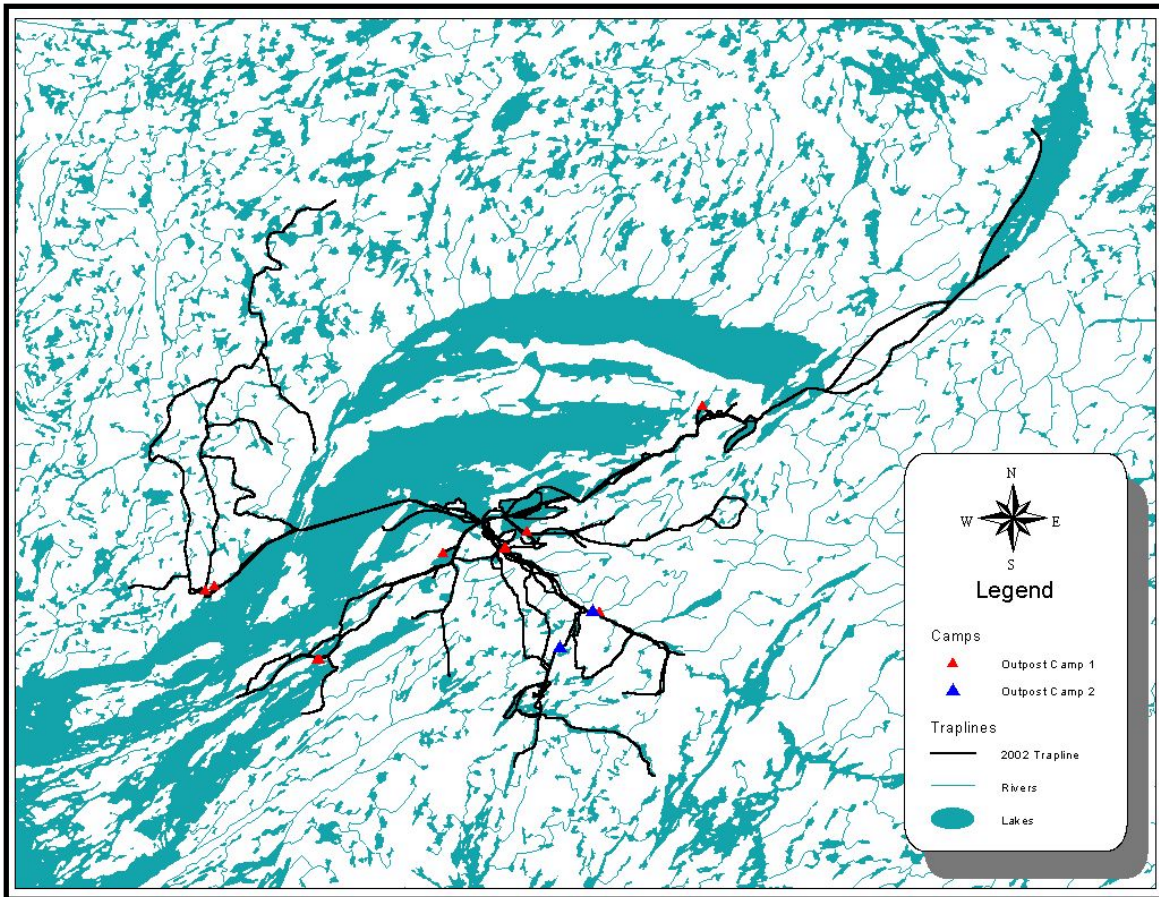 N
W E
S
Legend
Camps
Outpost Camp 1
Outpost Camp 2
Traplines
2002 Trapline
Rivers
Lakes